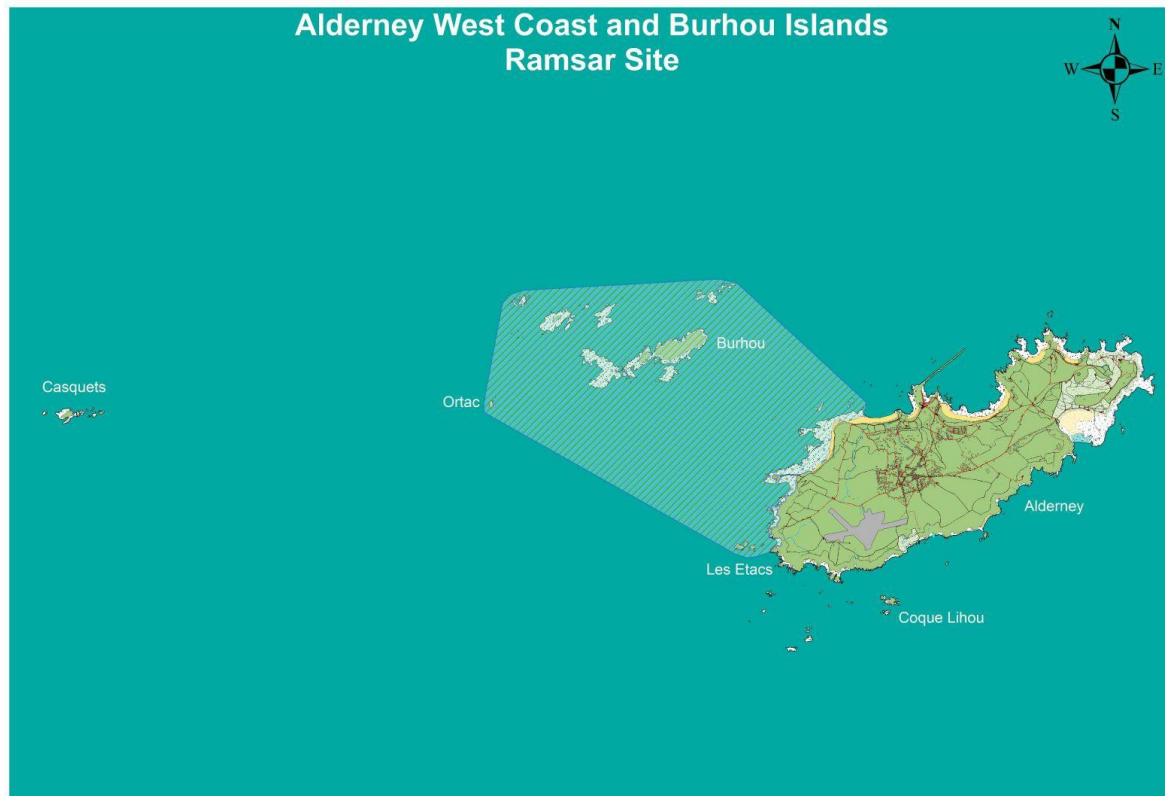 Alderney West Coast and Burhou Islands
Ramsar Site
N
W E
S
Burhou
Casquets
Ortac
Alderney
Les Etacs
Coque Lihou